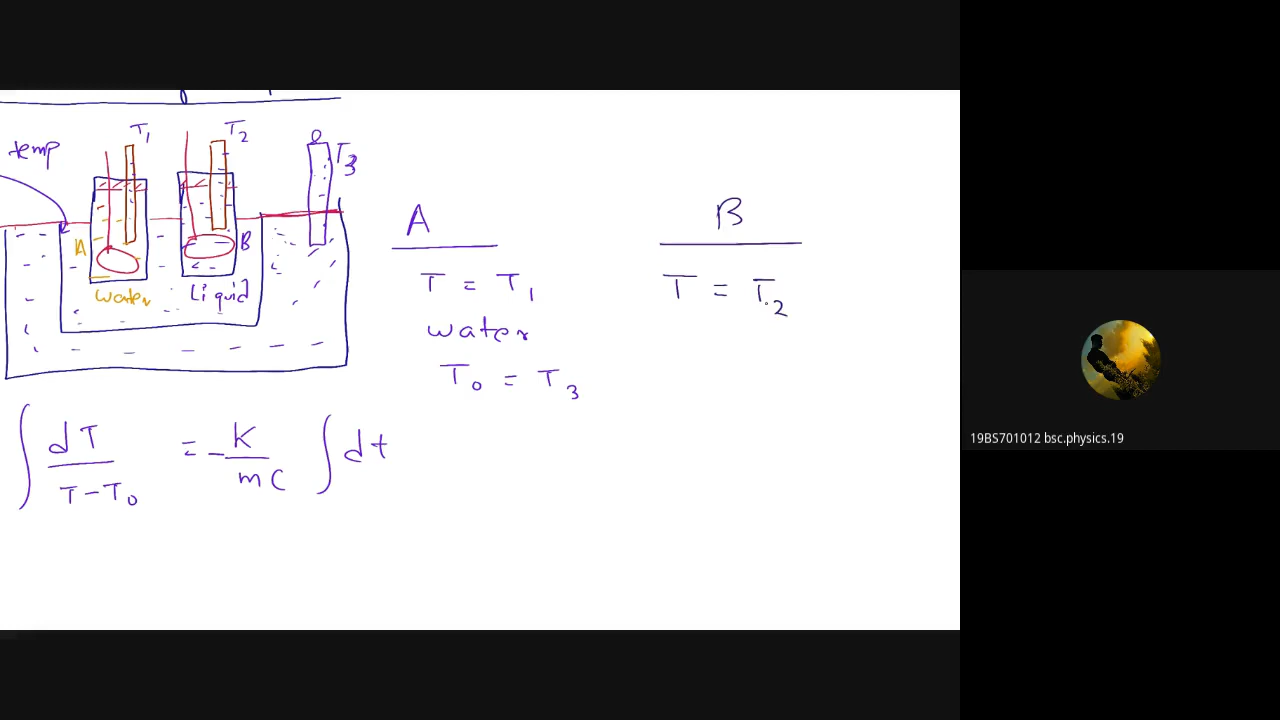 temp
T1
T2
T3
A
B
water
Liquid
A
T = T1
water
T0 = T3
B
T = T2
∫ dT / (T - T0) = - K / mC ∫ dt
19BS701012 bsc.physics.19